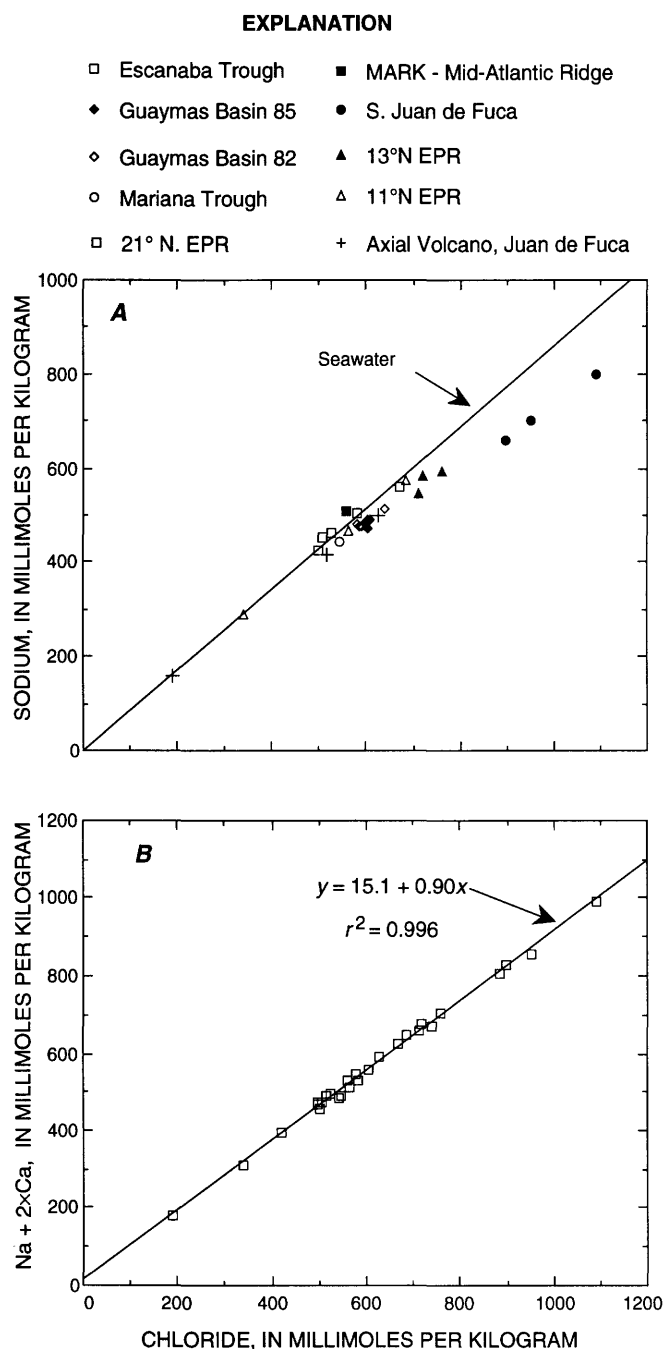 EXPLANATION
□ Escanaba Trough ■ MARK - Mid-Atlantic Ridge
◆ Guaymas Basin 85 ● S. Juan de Fuca
◇ Guaymas Basin 82 ▲ 13°N EPR
○ Mariana Trough △ 11°N EPR
□ 21° N. EPR + Axial Volcano, Juan de Fuca
SODIUM, IN MILLIMOLES PER KILOGRAM
1000
800
600
400
200
0
A
Seawater
Na + 2×Ca, IN MILLIMOLES PER KILOGRAM
1200
1000
800
600
400
200
0
B
y = 15.1 + 0.90x
r² = 0.996
0 200 400 600 800 1000 1200
CHLORIDE, IN MILLIMOLES PER KILOGRAM